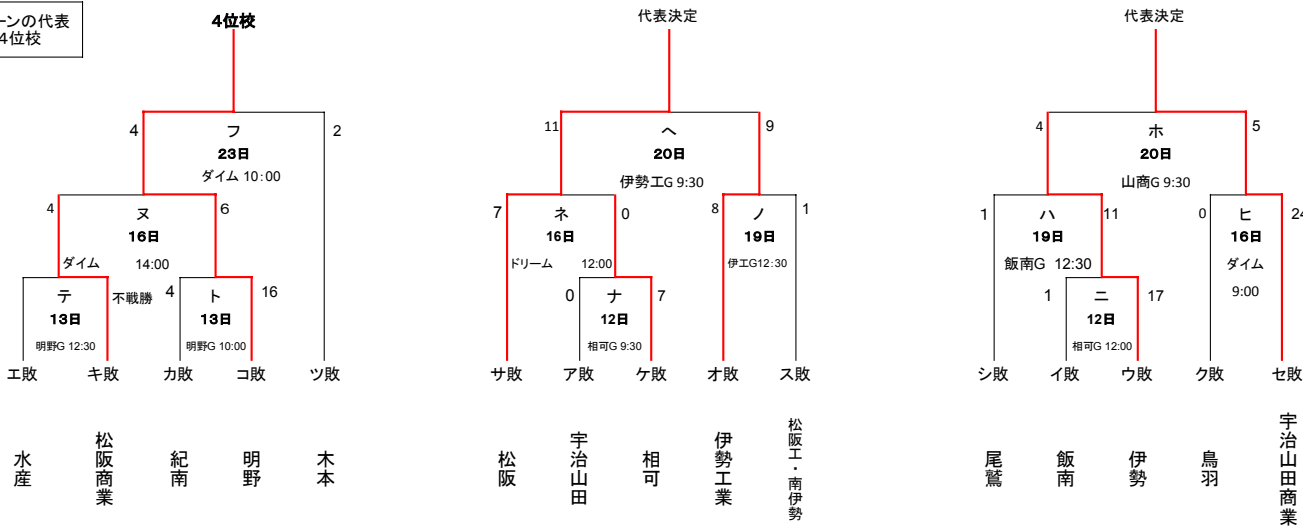 ーンの代表
4位校
4位校
4
2
フ
23日
ダイム 10:00
4
6
ヌ
16日
ダイム 14:00
テ
13日
明野G 12:30
不戦勝
4
16
ト
13日
明野G 10:00
エ敗
キ敗
カ敗
コ敗
ツ敗
水産
松阪商業
紀南
明野
木本
代表決定
11
9
ヘ
20日
伊勢工G 9:30
7
0
ネ
16日
ドリーム 12:00
8
1
ノ
19日
伊工G12:30
0
7
ナ
12日
相可G 9:30
サ敗
ア敗
ケ敗
オ敗
ス敗
松阪
宇治山田
相可
伊勢工業
松阪工・南伊勢
代表決定
4
5
ホ
20日
山商G 9:30
1
11
ハ
19日
飯南G 12:30
0
24
ヒ
16日
ダイム
9:00
1
17
ニ
12日
相可G 12:00
シ敗
イ敗
ウ敗
ク敗
セ敗
尾鷲
飯南
伊勢
鳥羽
宇治山田商業